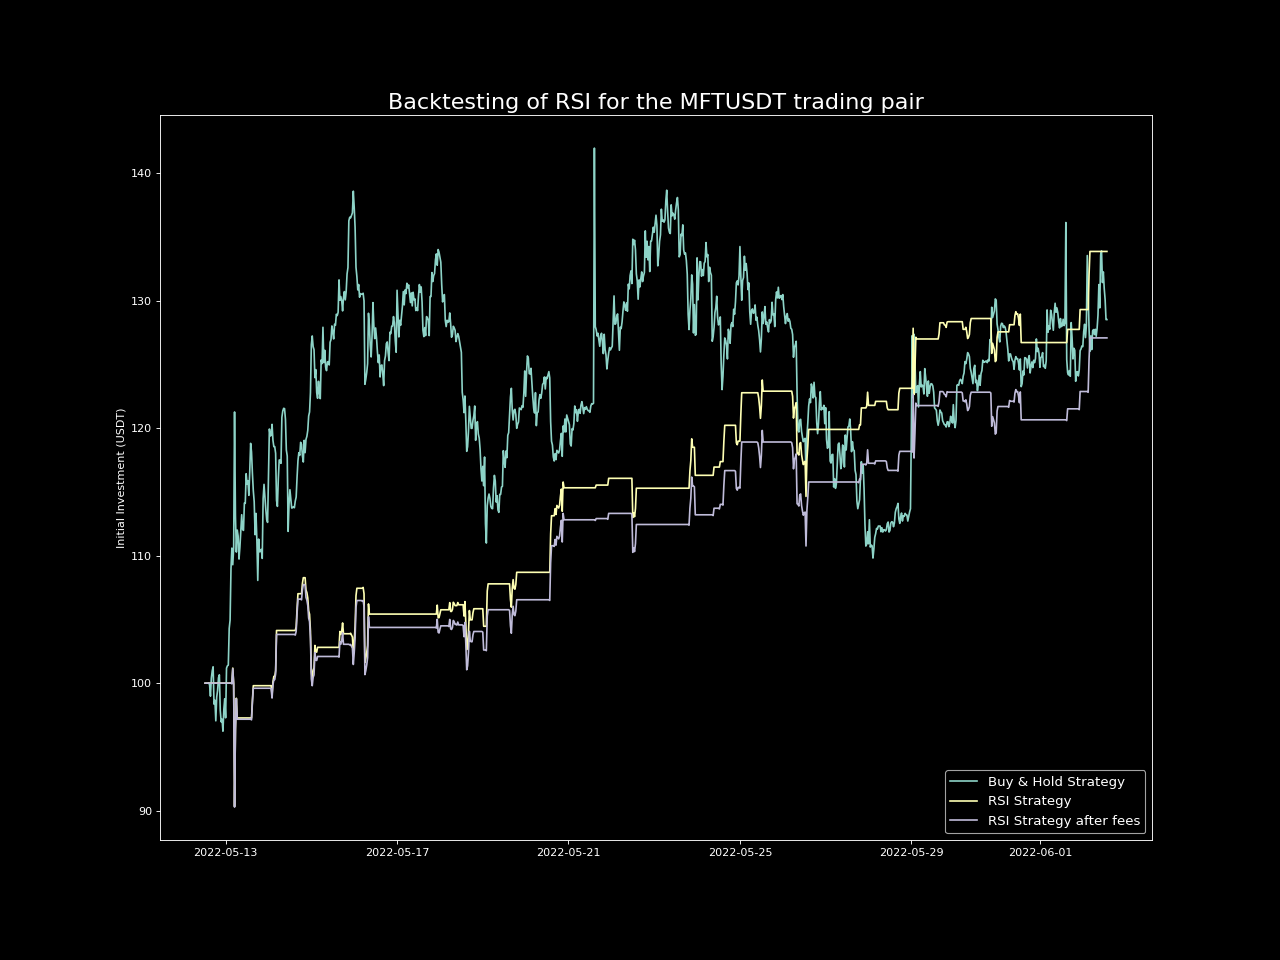 Backtesting of RSI for the MFTUSDT trading pair
Initial Investment (USDT)
140
130
120
110
100
90
2022-05-13
2022-05-17
2022-05-21
2022-05-25
2022-05-29
2022-06-01
Buy & Hold Strategy
RSI Strategy
RSI Strategy after fees